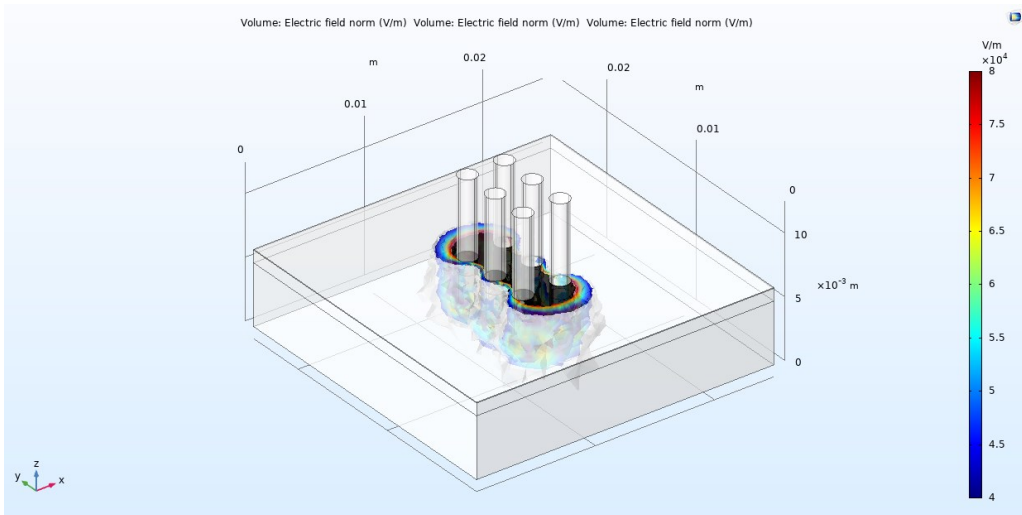 Volume: Electric field norm (V/m) Volume: Electric field norm (V/m) Volume: Electric field norm (V/m)
V/m
×10⁴
8
7.5
7
6.5
6
5.5
5
4.5
4
m
0.02
0.01
0
0.02
m
0.01
0
10
5
×10⁻³ m
0
z
y
x